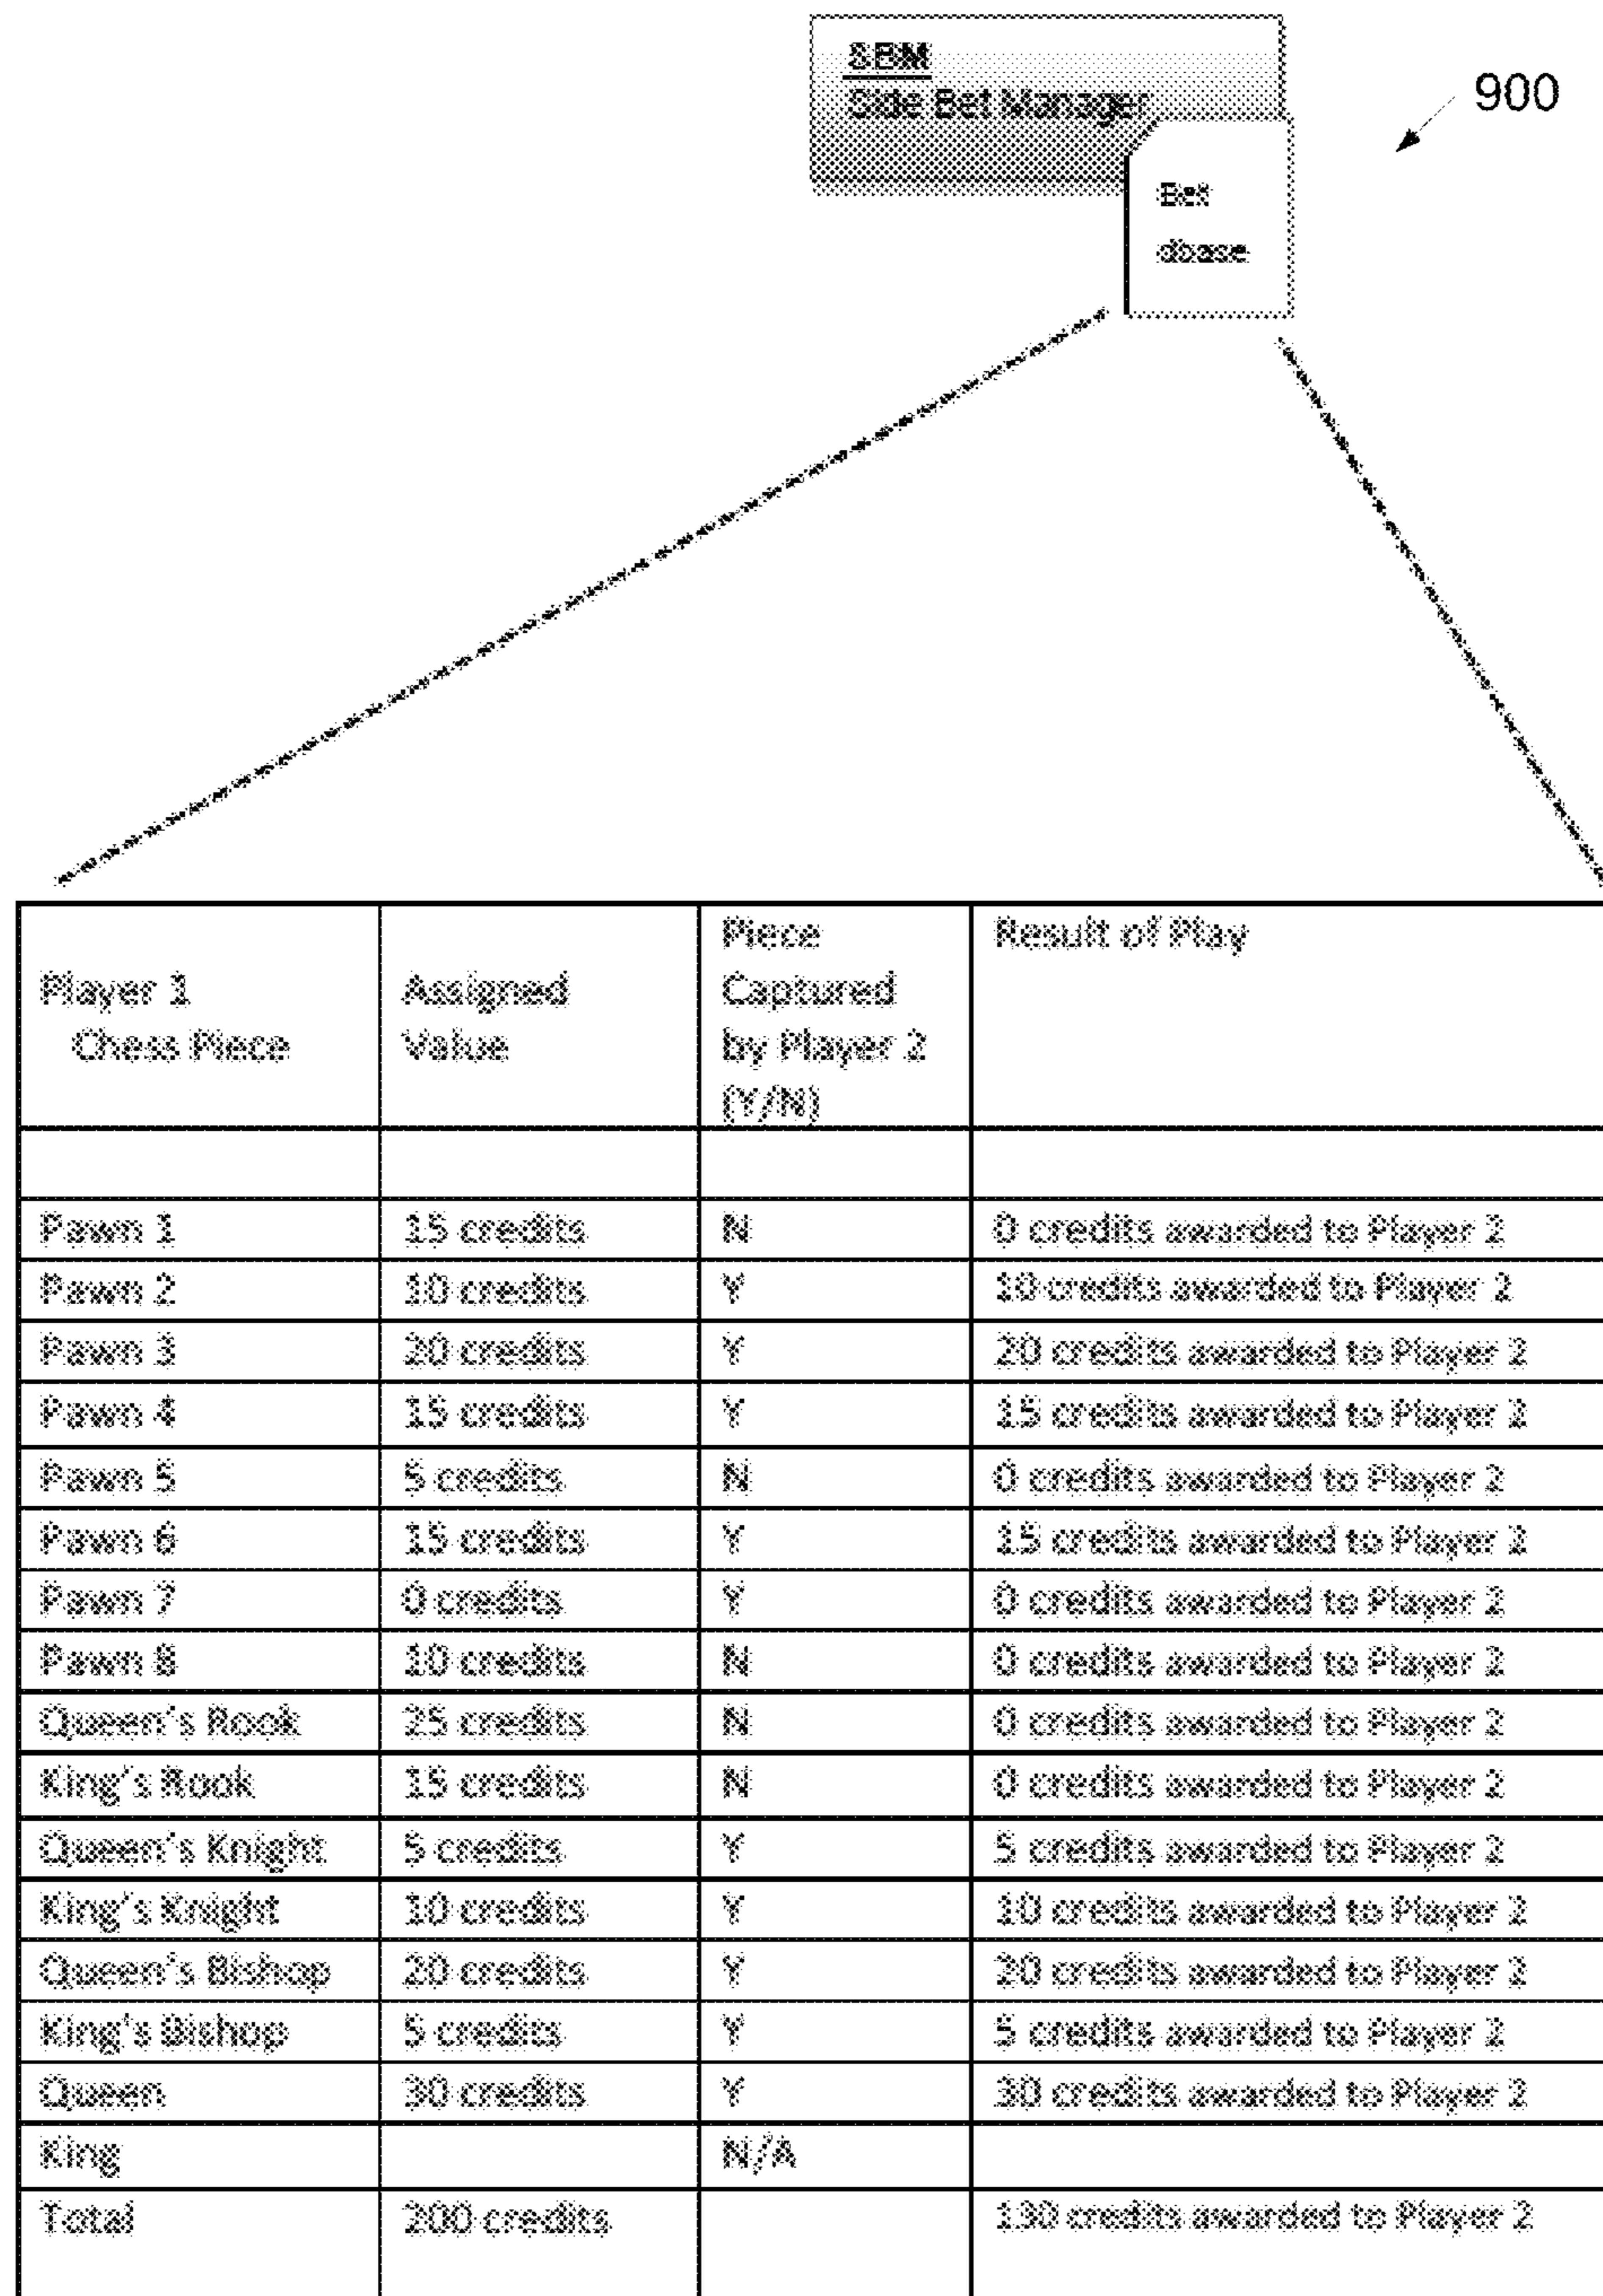 SBM
Side Bet Manager
900
Bet
dbase
Player 1
Chess Piece
Assigned
Value
Piece
Captured
by Player 2
(Y/N)
Result of Play
Pawn 1 15 credits N 0 credits awarded to Player 2
Pawn 2 10 credits Y 10 credits awarded to Player 2
Pawn 3 20 credits Y 20 credits awarded to Player 2
Pawn 4 15 credits Y 15 credits awarded to Player 2
Pawn 5 5 credits N 0 credits awarded to Player 2
Pawn 6 15 credits Y 15 credits awarded to Player 2
Pawn 7 0 credits Y 0 credits awarded to Player 2
Pawn 8 10 credits N 0 credits awarded to Player 2
Queen's Rook 25 credits N 0 credits awarded to Player 2
King's Rook 15 credits N 0 credits awarded to Player 2
Queen's Knight 5 credits Y 5 credits awarded to Player 2
King's Knight 10 credits Y 10 credits awarded to Player 2
Queen's Bishop 20 credits Y 20 credits awarded to Player 2
King's Bishop 5 credits Y 5 credits awarded to Player 2
Queen 30 credits Y 30 credits awarded to Player 2
King N/A
Total 200 credits 130 credits awarded to Player 2